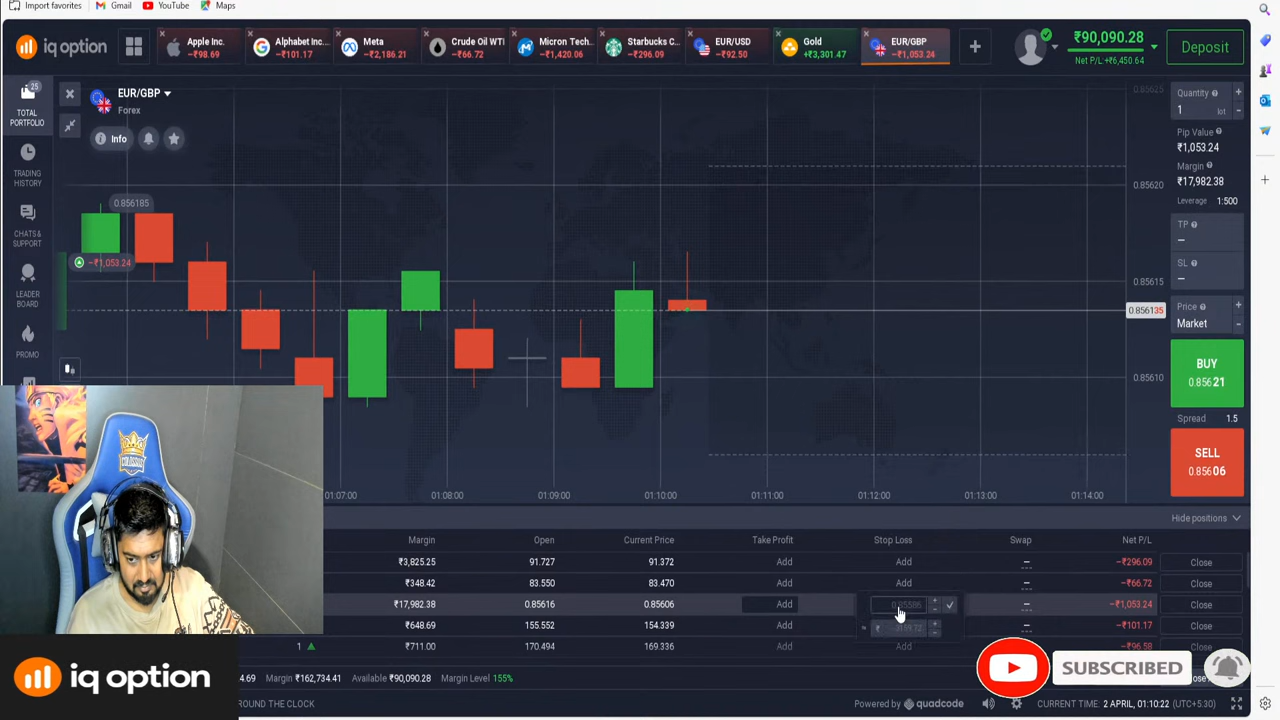 Import favorites Gmail YouTube Maps
iq option
Apple Inc. -₹98.69
Alphabet Inc... -₹101.17
Meta -₹2,186.21
Crude Oil WTI -₹66.72
Micron Tech... -₹1,420.06
Starbucks C... -₹296.09
EUR/USD -₹92.50
Gold +₹3,301.47
EUR/GBP -₹1,053.24
₹90,090.28
Net P/L: +₹6,450.64
Deposit
25
TOTAL PORTFOLIO
TRADING HISTORY
CHATS & SUPPORT
LEADER BOARD
PROMO
EUR/GBP
Forex
Info
0.856185
-₹1,053.24
0.85625
0.85620
0.85615
0.856135
0.85610
01:07:00 01:08:00 01:09:00 01:10:00 01:11:00 01:12:00 01:13:00 01:14:00
Quantity
1 lot
Pip Value
₹1,053.24
Margin
₹17,982.38
Leverage 1:500
TP
SL
Price
Market
BUY
0.85621
Spread 1.5
SELL
0.85606
Hide positions
Margin Open Current Price Take Profit Stop Loss Swap Net P/L
₹3,825.25 91.727 91.372 Add Add — -₹296.09 Close
₹348.42 83.550 83.470 Add Add — -₹66.72 Close
₹17,982.38 0.85616 0.85606 Add 0.85586 — -₹1,053.24 Close
₹648.69 155.552 154.339 Add — -₹101.17 Close
1 ₹711.00 170.494 169.336 Add Add — -₹96.58
COLOSSUS
iq option
SUBSCRIBED
4.69 Margin ₹162,734.41 Available ₹90,090.28 Margin Level 155%
AROUND THE CLOCK
Powered by quadcode
CURRENT TIME: 2 APRIL, 01:10:22 (UTC+5:30)